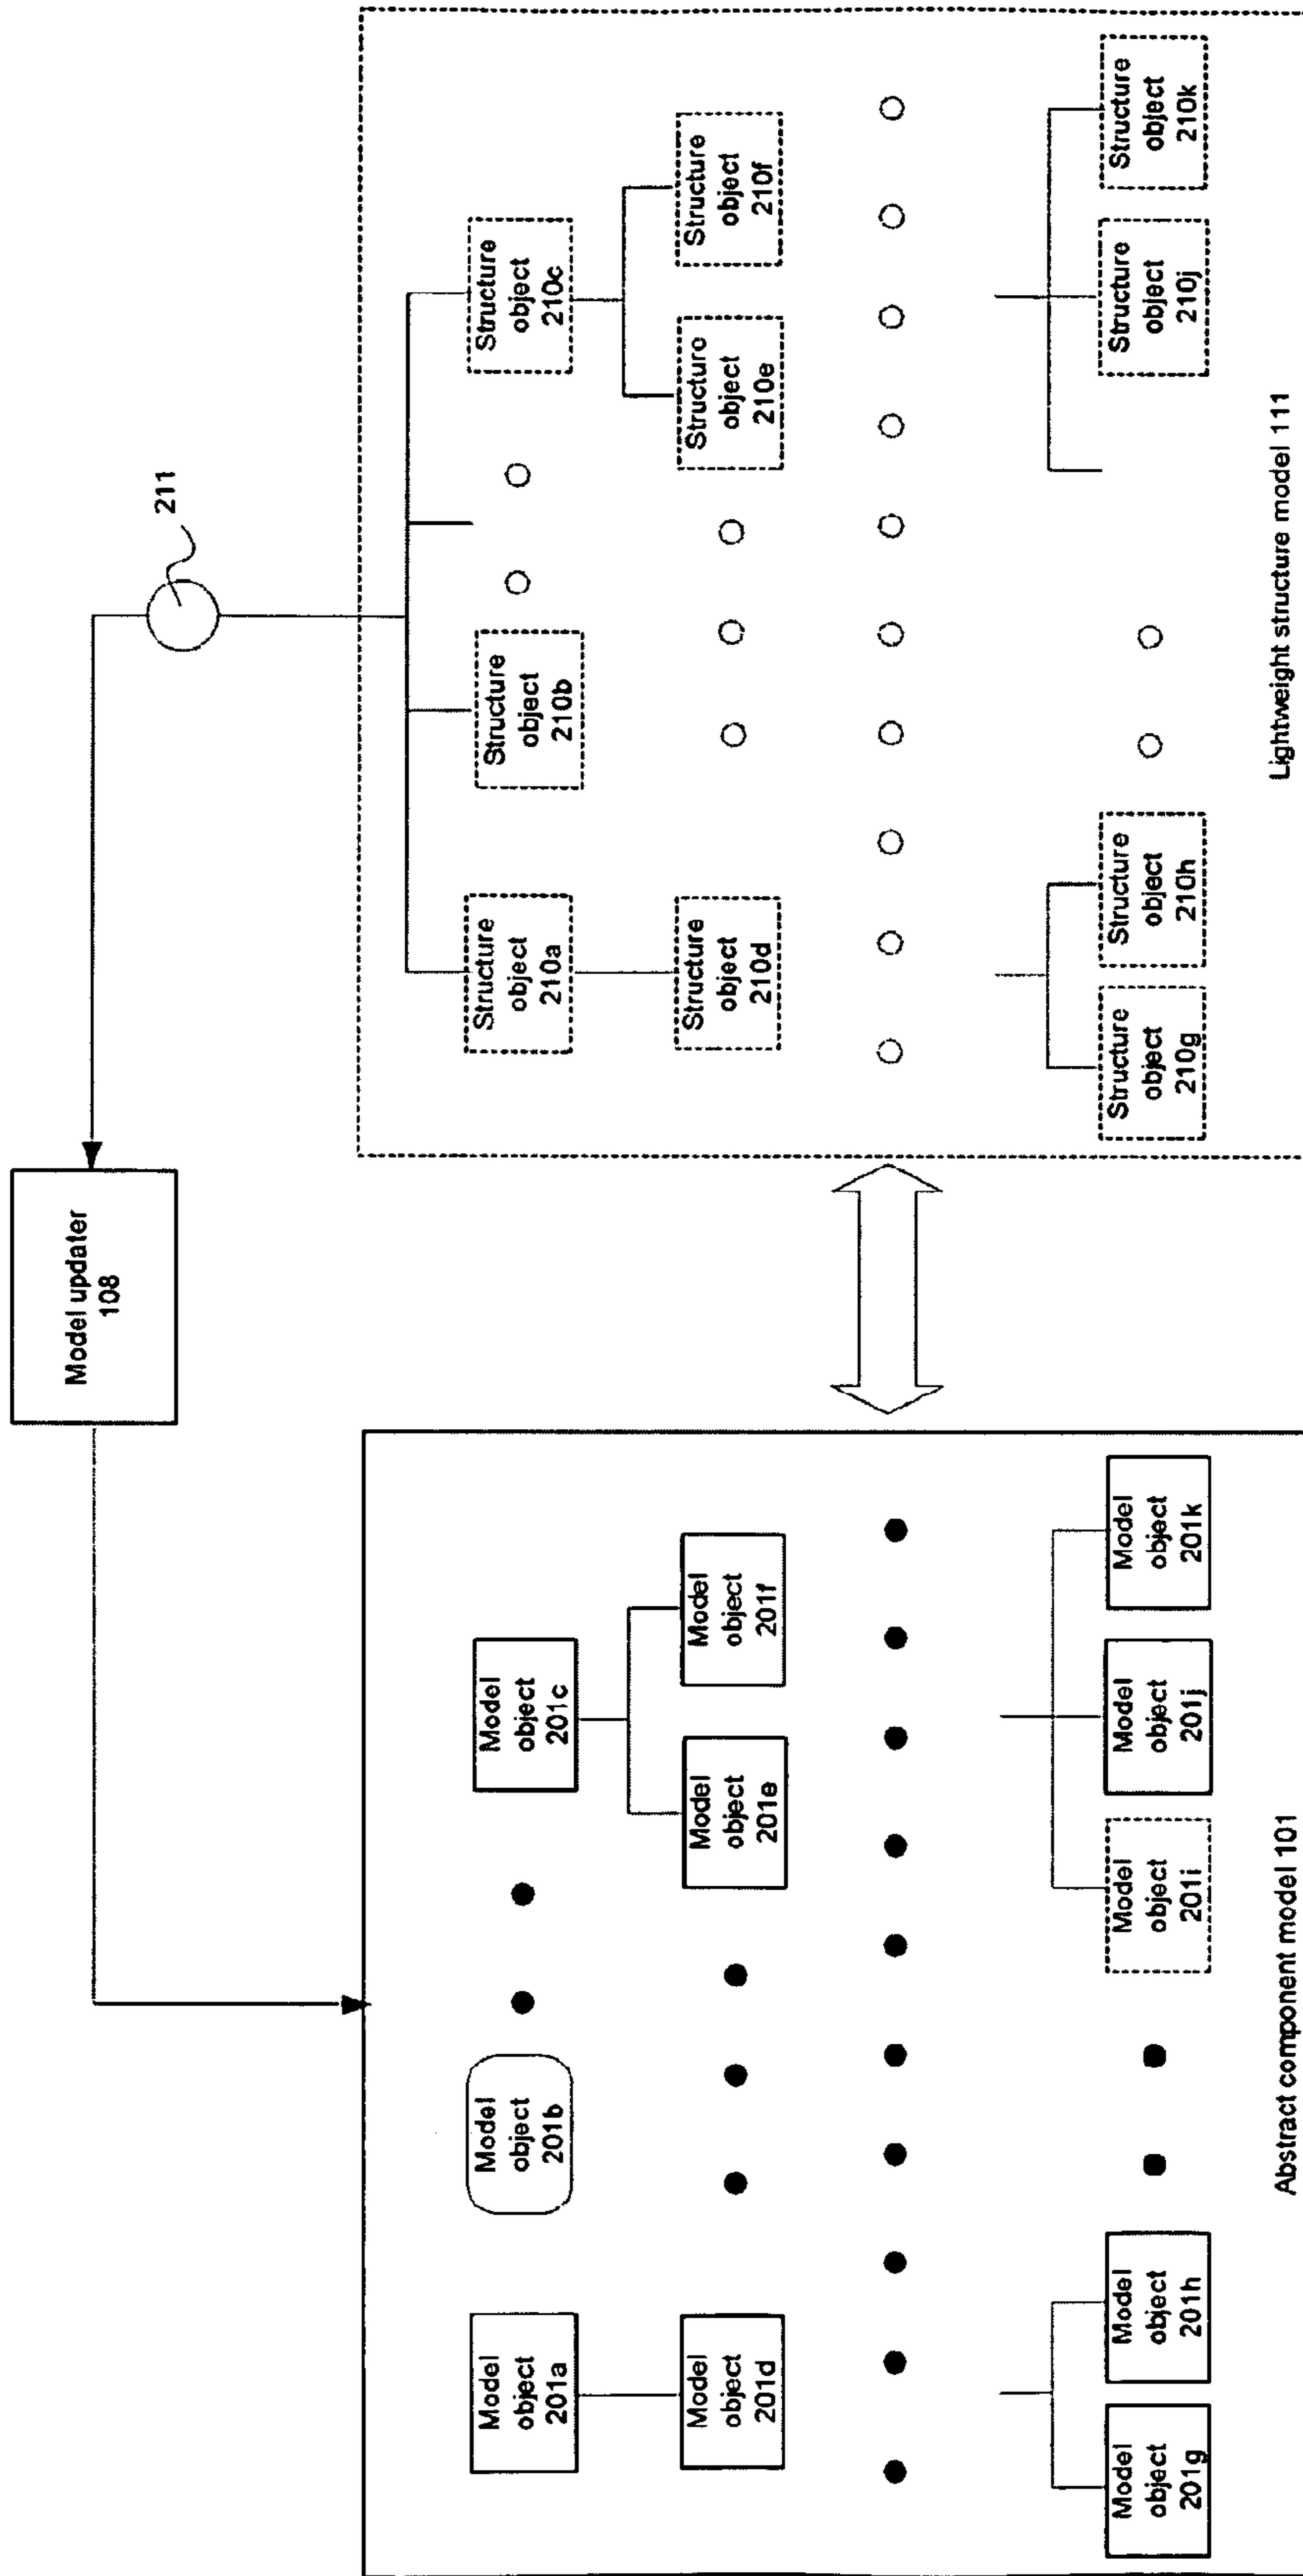 Model updater
108
211
Model
object
201a
Model
object
201b
Model
object
201c
Model
object
201d
Model
object
201e
Model
object
201f
Model
object
201g
Model
object
201h
Model
object
201i
Model
object
201j
Model
object
201k
Abstract component model 101
Structure
object
210a
Structure
object
210b
Structure
object
210c
Structure
object
210d
Structure
object
210e
Structure
object
210f
Structure
object
210g
Structure
object
210h
Structure
object
210j
Structure
object
210k
Lightweight structure model 111